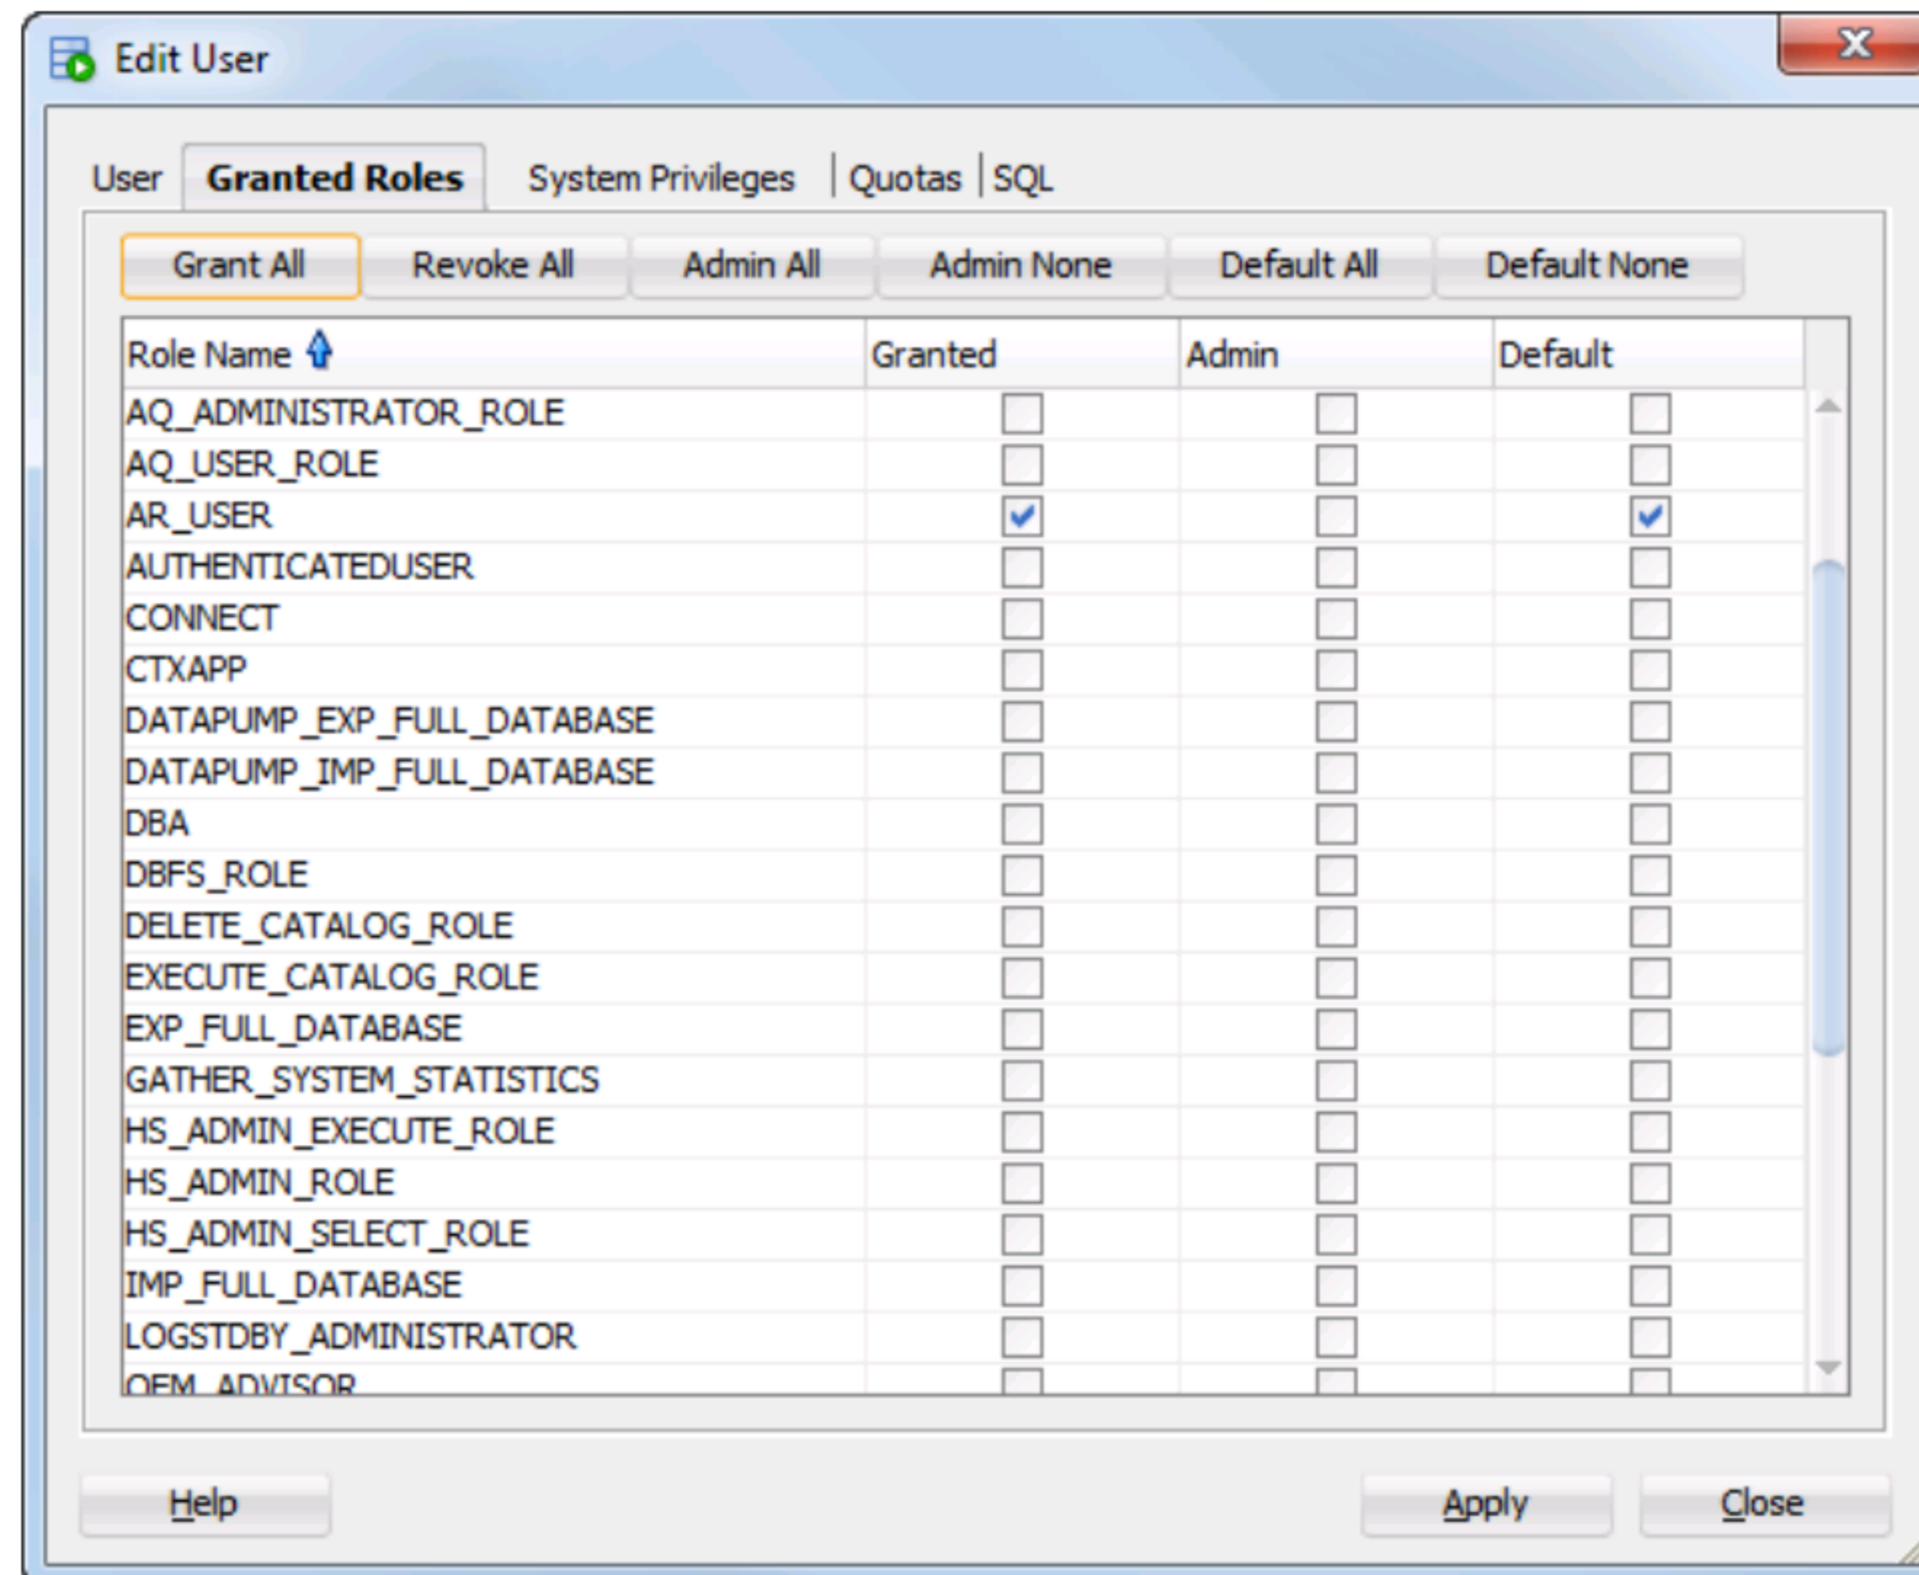 Edit User
User Granted Roles System Privileges Quotas SQL
Grant All Revoke All Admin All Admin None Default All Default None
Role Name Granted Admin Default
AQ_ADMINISTRATOR_ROLE
AQ_USER_ROLE
AR_USER
AUTHENTICATEDUSER
CONNECT
CTXAPP
DATAPUMP_EXP_FULL_DATABASE
DATAPUMP_IMP_FULL_DATABASE
DBA
DBFS_ROLE
DELETE_CATALOG_ROLE
EXECUTE_CATALOG_ROLE
EXP_FULL_DATABASE
GATHER_SYSTEM_STATISTICS
HS_ADMIN_EXECUTE_ROLE
HS_ADMIN_ROLE
HS_ADMIN_SELECT_ROLE
IMP_FULL_DATABASE
LOGSTDBY_ADMINISTRATOR
OEM_ADVISOR
Help Apply Close